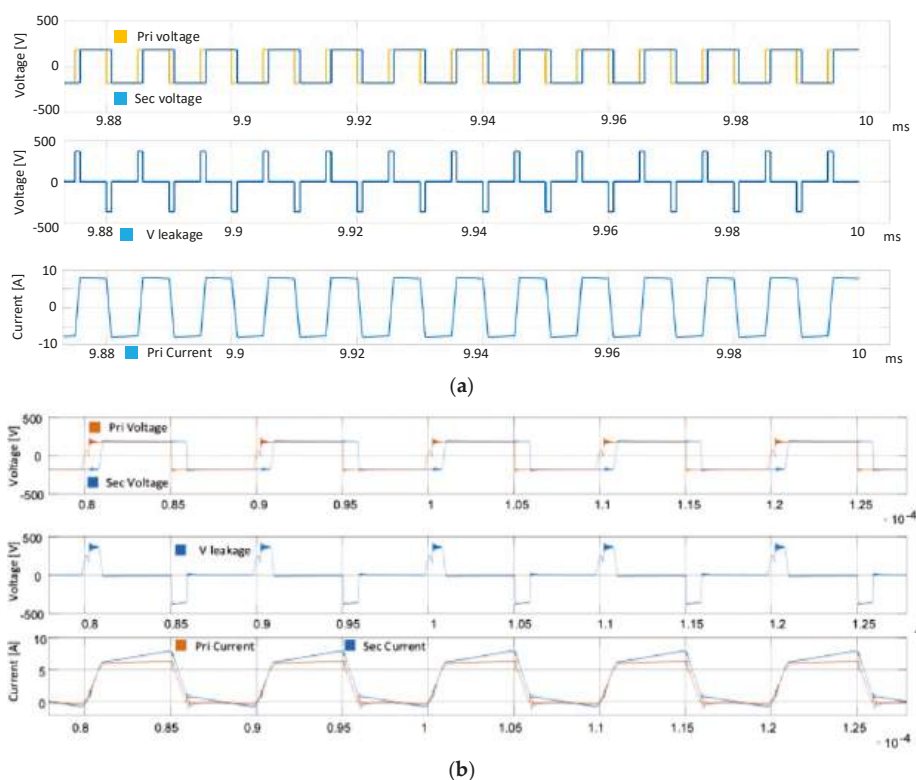 500
Pri voltage
Voltage [V]
0
-500
Sec voltage
9.88 9.9 9.92 9.94 9.96 9.98 10
ms
500
Voltage [V]
0
-500
V leakage
9.88 9.9 9.92 9.94 9.96 9.98 10
ms
10
Current [A]
0
-10
Pri Current
9.88 9.9 9.92 9.94 9.96 9.98 10
ms
(a)
500
Pri Voltage
Voltage [V]
0
Sec Voltage
-500
0.8 0.85 0.9 0.95 1 1.05 1.1 1.15 1.2 1.25
· 10⁻⁴
500
V leakage
Voltage [V]
0
-500
0.8 0.85 0.9 0.95 1 1.05 1.1 1.15 1.2 1.25
10
Pri Current Sec Current
Current [A]
5
0
0.8 0.85 0.9 0.95 1 1.05 1.1 1.15 1.2 1.25
· 10⁻⁴
(b)